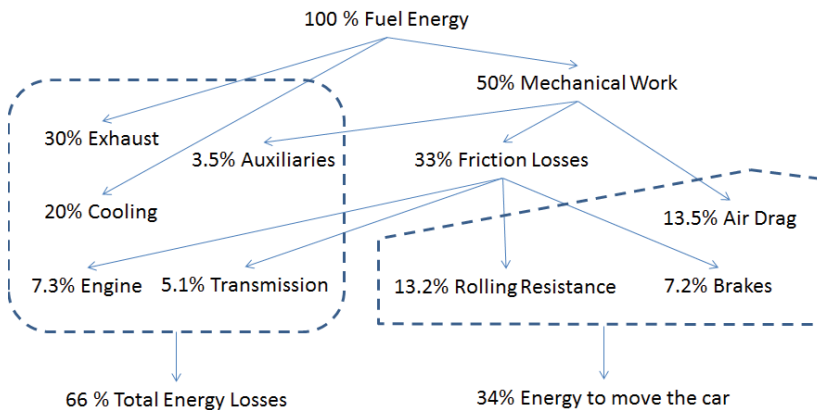 100 % Fuel Energy
50% Mechanical Work
30% Exhaust
3.5% Auxiliaries
33% Friction Losses
20% Cooling
13.5% Air Drag
7.3% Engine
5.1% Transmission
13.2% Rolling Resistance
7.2% Brakes
66 % Total Energy Losses
34% Energy to move the car